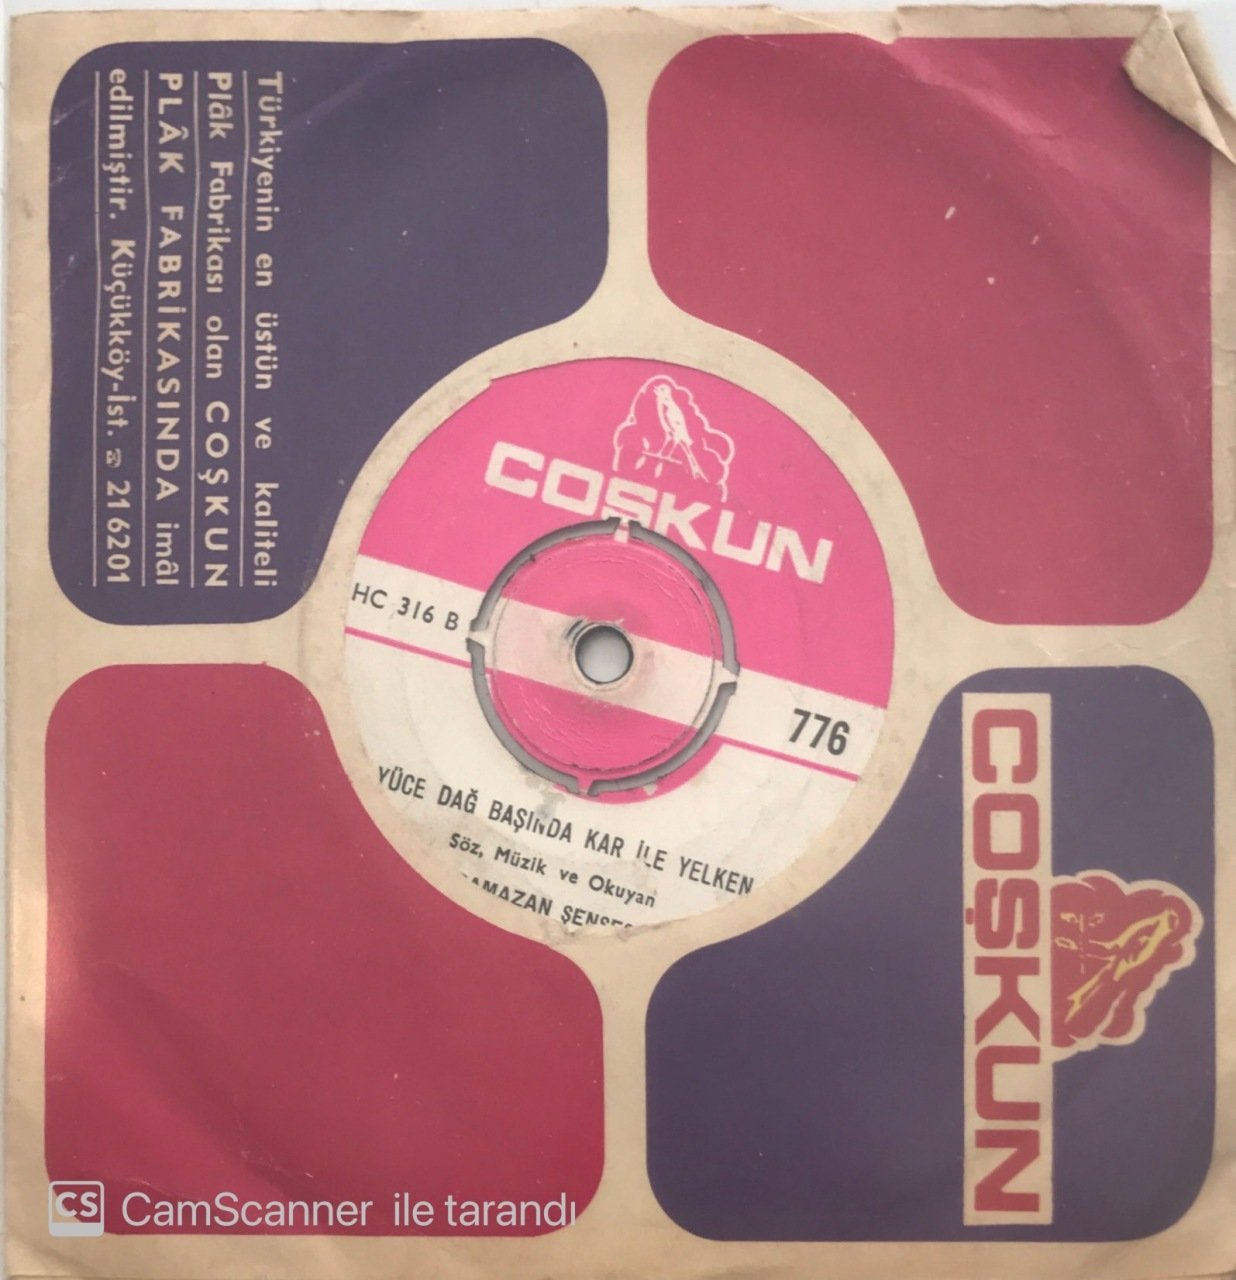 Türkiyenin en üstün ve kaliteli
Plâk Fabrikası olan COŞKUN
PLÂK FABRİKASINDA imâl
edilmiştir. Küçükköy-İst. ☎ 216201
COŞKUN
HC 316 B
776
YÜCE DAĞ BAŞINDA KAR İLE YELKEN
Söz, Müzik ve Okuyan
COŞKUN
CS CamScanner ile tarandı